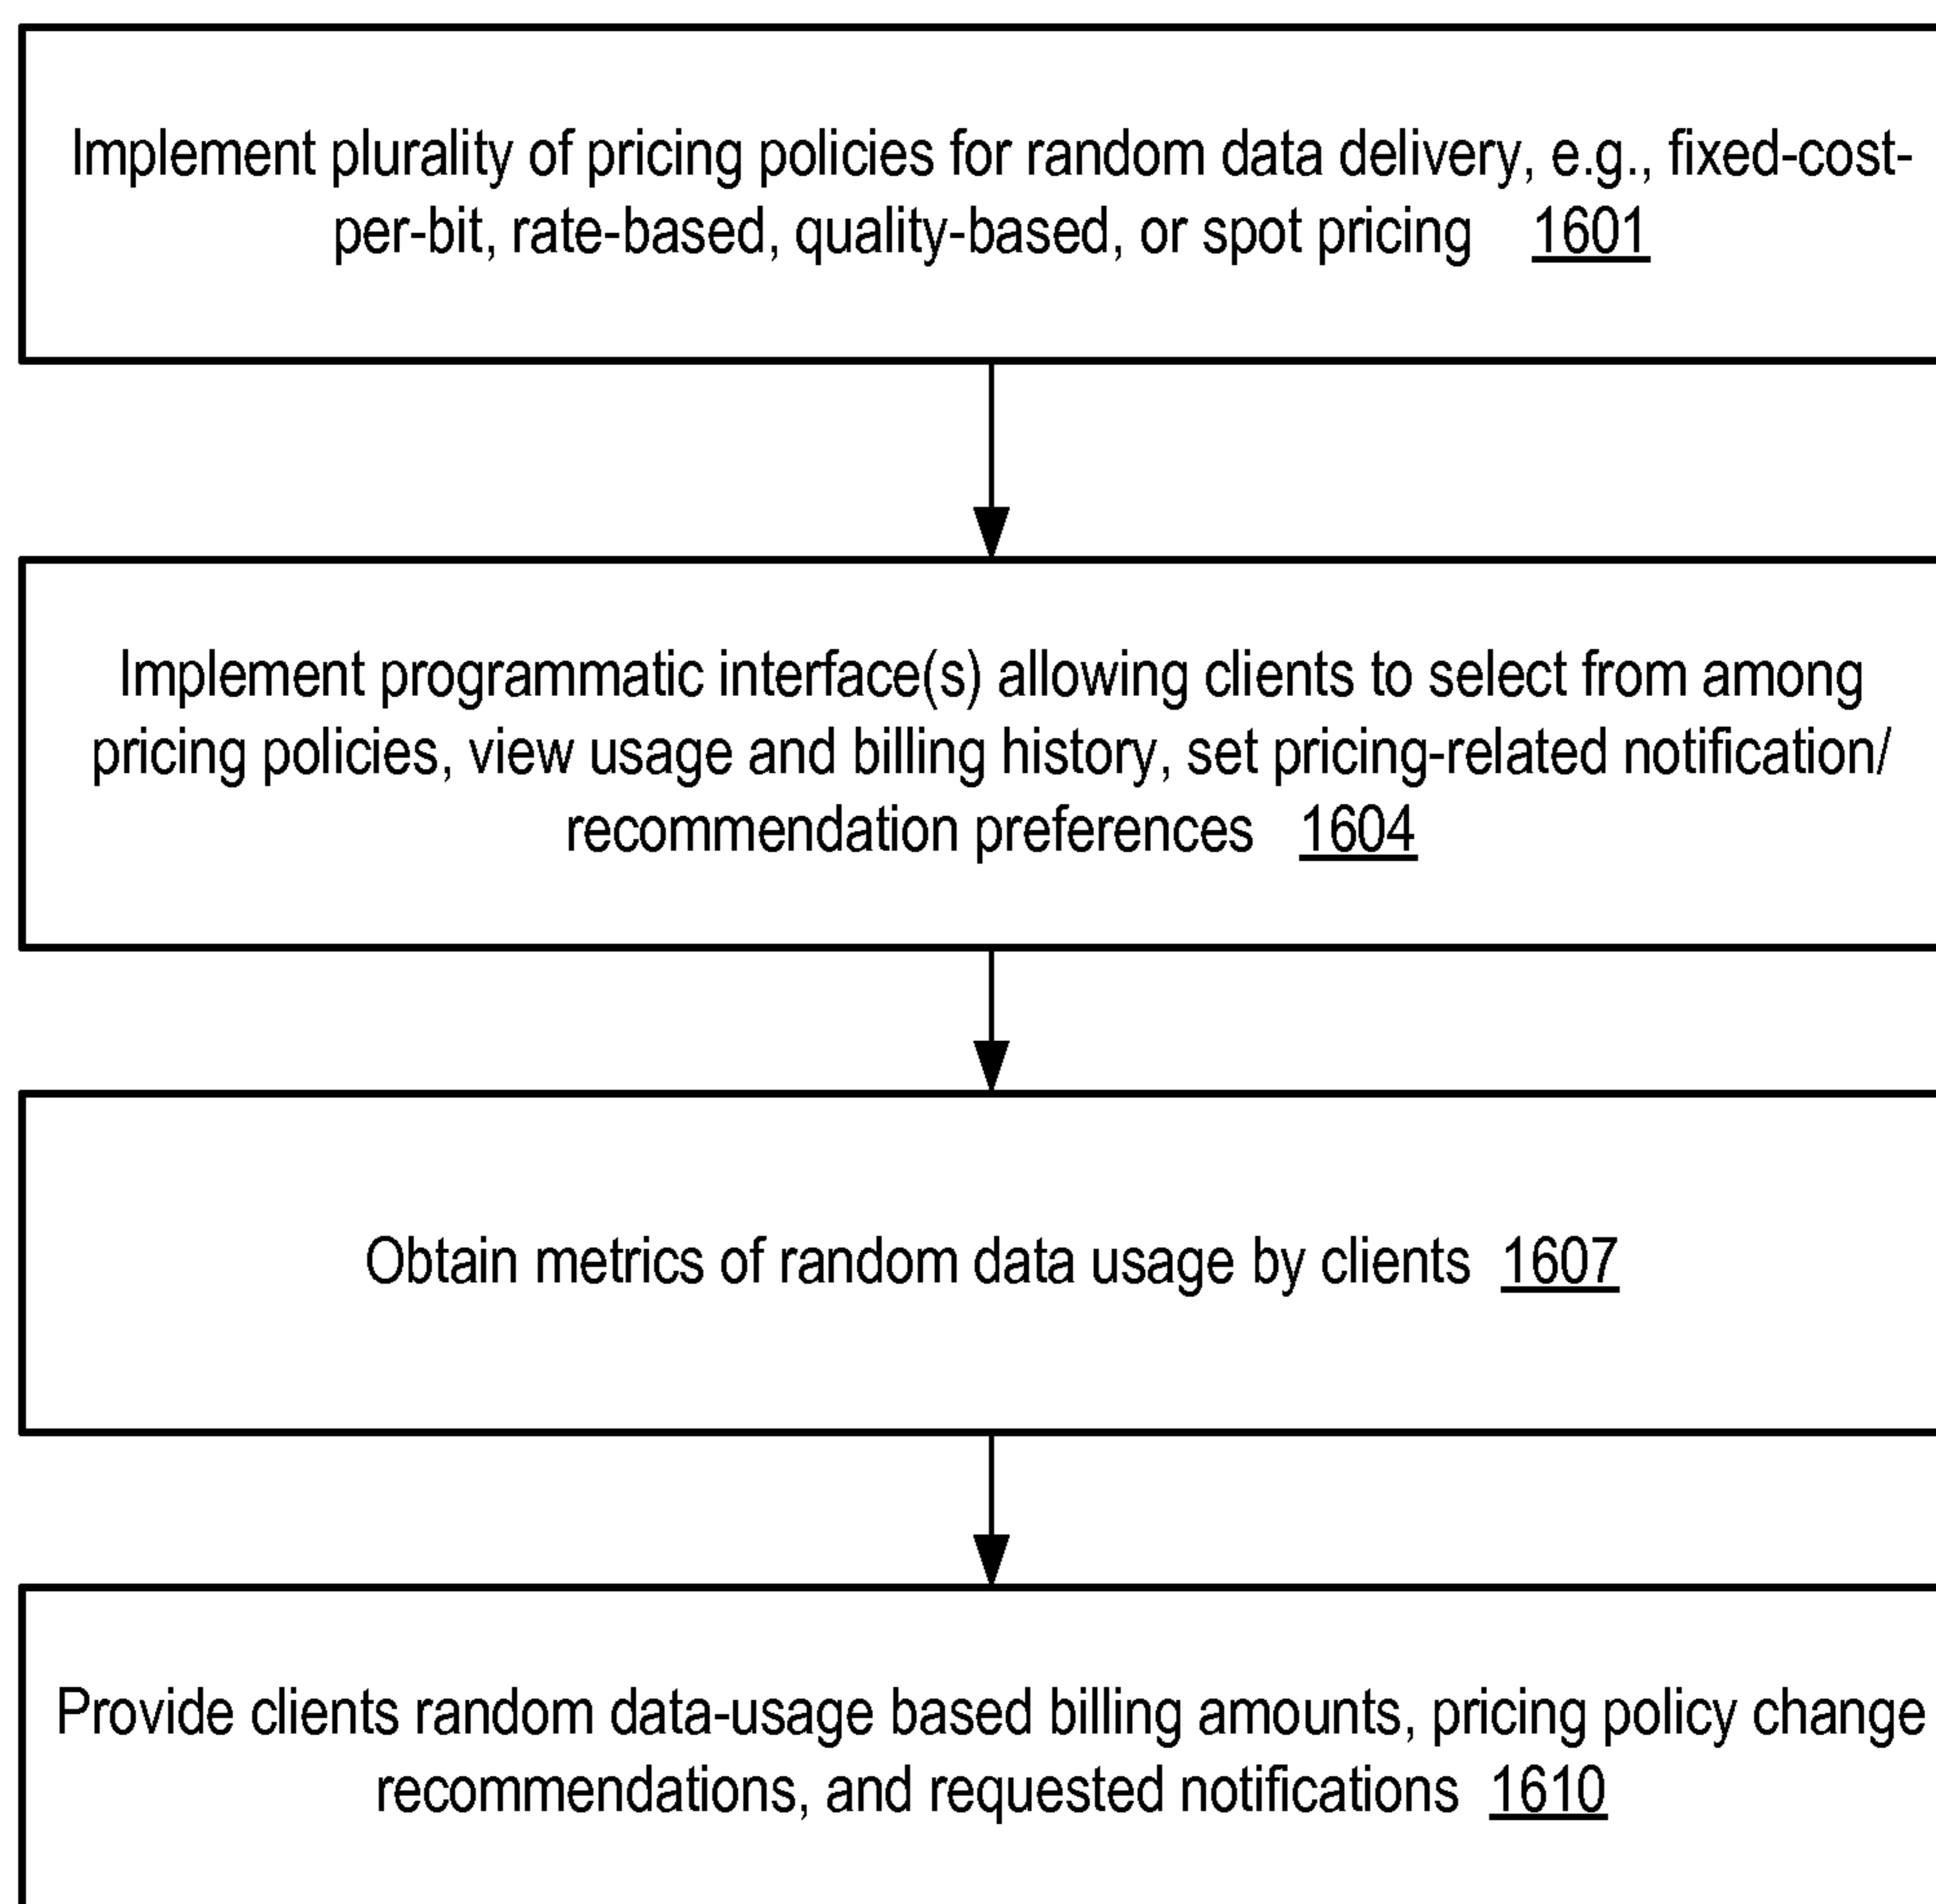 Implement plurality of pricing policies for random data delivery, e.g., fixed-cost-
per-bit, rate-based, quality-based, or spot pricing 1601
Implement programmatic interface(s) allowing clients to select from among
pricing policies, view usage and billing history, set pricing-related notification/
recommendation preferences 1604
Obtain metrics of random data usage by clients 1607
Provide clients random data-usage based billing amounts, pricing policy change
recommendations, and requested notifications 1610